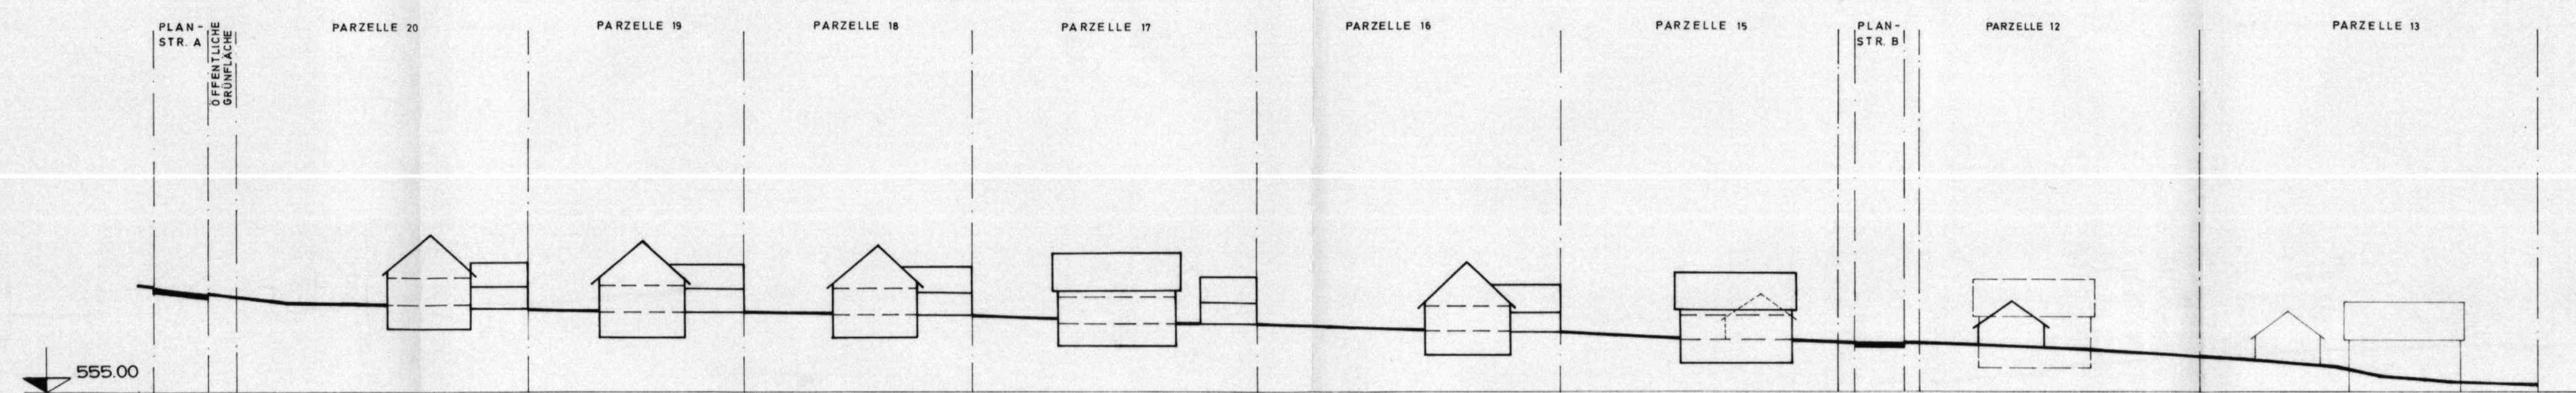 PLAN-
STR. A
ÖFFENTLICHE
GRÜNFLÄCHE
PARZELLE 20
PARZELLE 19
PARZELLE 18
PARZELLE 17
PARZELLE 16
PARZELLE 15
PLAN-
STR. B
PARZELLE 12
PARZELLE 13
555.00